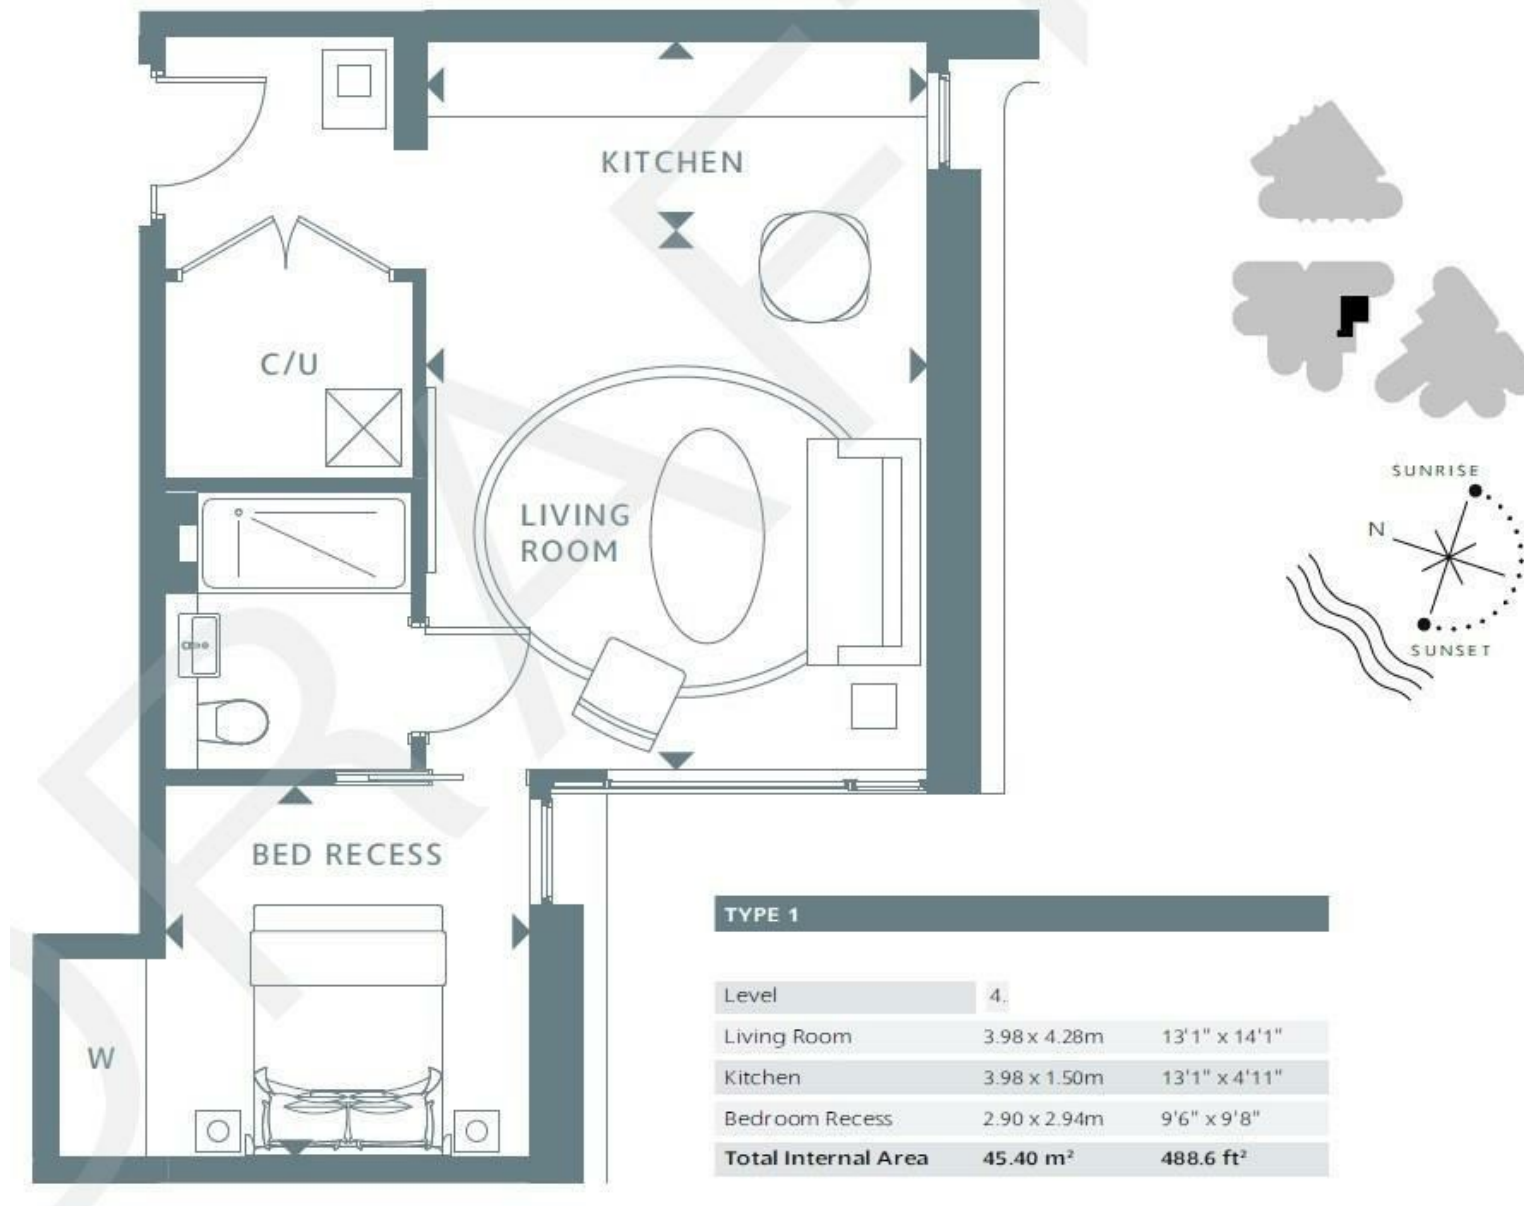 KITCHEN
C/U
LIVING
ROOM
BED RECESS
W
SUNRISE
N
SUNSET
TYPE 1
Level 4.
Living Room 3.98 x 4.28m 13'1" x 14'1"
Kitchen 3.98 x 1.50m 13'1" x 4'11"
Bedroom Recess 2.90 x 2.94m 9'6" x 9'8"
Total Internal Area 45.40 m² 488.6 ft²
DRAFT